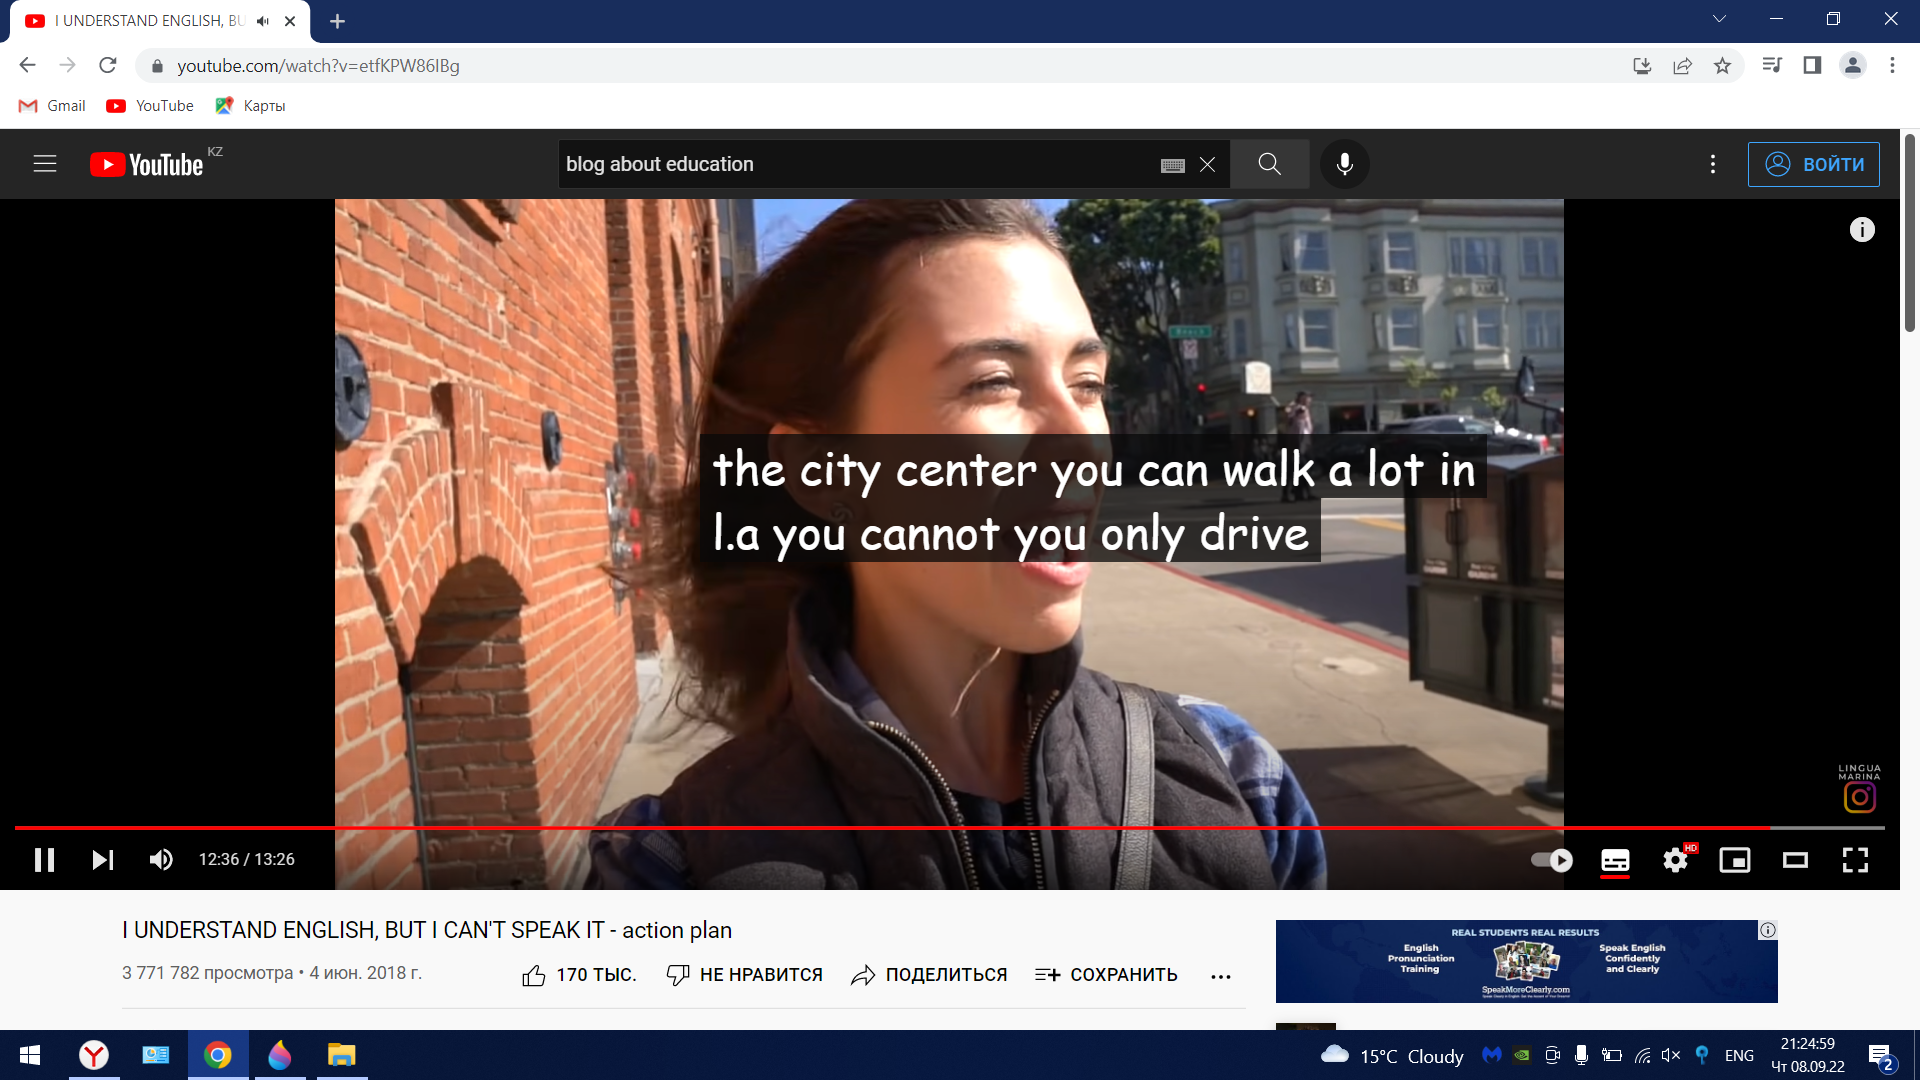 I UNDERSTAND ENGLISH, BU
youtube.com/watch?v=etfKPW86IBg
Gmail YouTube Карты
YouTube KZ
blog about education
ВОЙТИ
the city center you can walk a lot in
l.a you cannot you only drive
LINGUA
MARINA
12:36 / 13:26
HD
I UNDERSTAND ENGLISH, BUT I CAN'T SPEAK IT - action plan
3 771 782 просмотра • 4 июн. 2018 г.
170 ТЫС. НЕ НРАВИТСЯ ПОДЕЛИТЬСЯ СОХРАНИТЬ
REAL STUDENTS REAL RESULTS
English
Pronunciation
Training
Speak English
Confidently
and Clearly
SpeakMoreClearly.com
15°C Cloudy
ENG
21:24:59
Чт 08.09.22
2